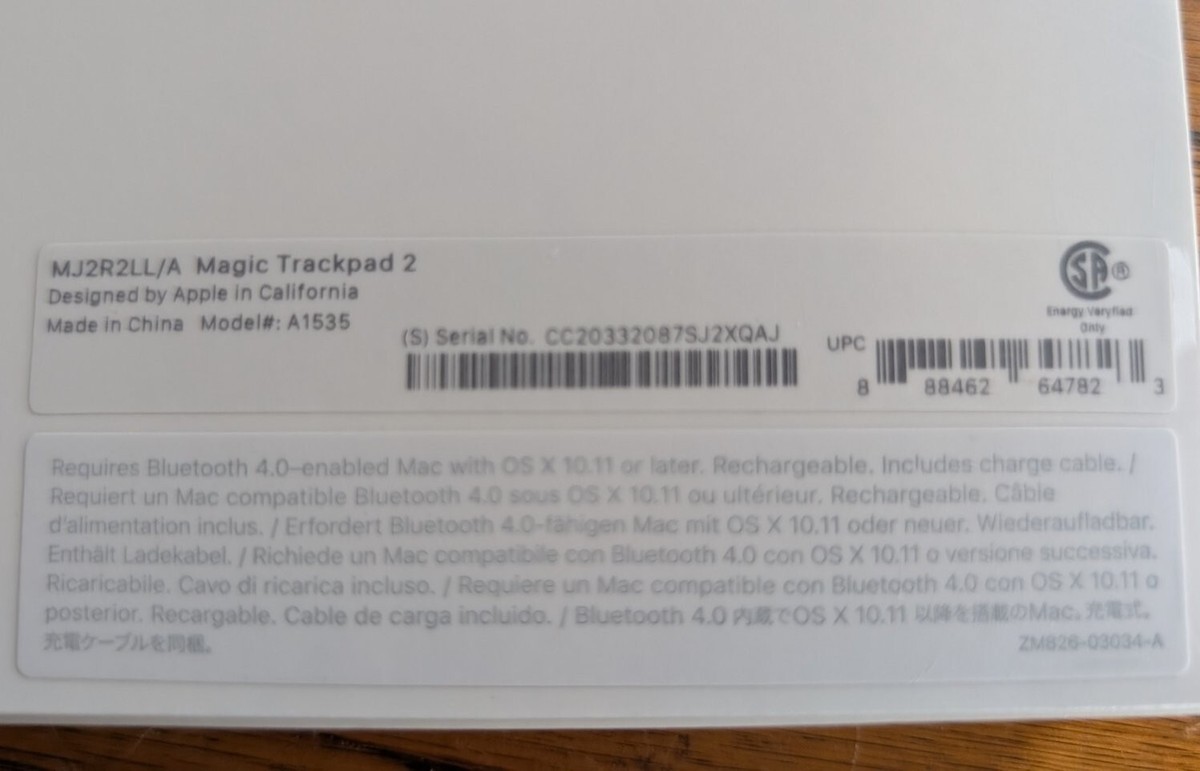 MJ2R2LL/A Magic Trackpad 2
Designed by Apple in California
Made in China Model#: A1535
(S) Serial No. CC20332087SJ2XQAJ
UPC
8 88462 64782 3
SA ®
Energy Veryfied
Only
Requires Bluetooth 4.0-enabled Mac with OS X 10.11 or later. Rechargeable. Includes charge cable. /
Requiert un Mac compatible Bluetooth 4.0 sous OS X 10.11 ou ultérieur. Rechargeable. Câble
d'alimentation inclus. / Erfordert Bluetooth 4.0-fähigen Mac mit OS X 10.11 oder neuer. Wiederaufladbar.
Enthält Ladekabel. / Richiede un Mac compatibile con Bluetooth 4.0 con OS X 10.11 o versione successiva.
Ricaricabile. Cavo di ricarica incluso. / Requiere un Mac compatible con Bluetooth 4.0 con OS X 10.11 o
posterior. Recargable. Cable de carga incluido. / Bluetooth 4.0 内蔵でOS X 10.11 以降を搭載のMac。充電式。
充電ケーブルを同梱。
ZM826-03034-A